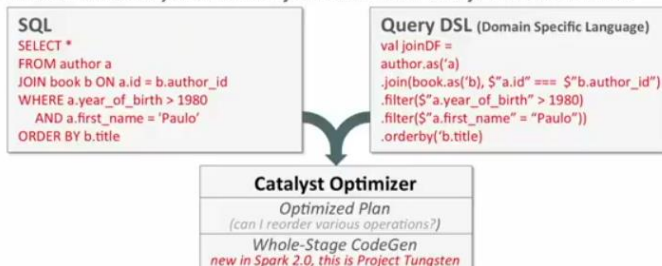 SQL
SELECT *
FROM author a
JOIN book b ON a.id = b.author_id
WHERE a.year_of_birth > 1980
AND a.first_name = 'Paulo'
ORDER BY b.title
Query DSL (Domain Specific Language)
val joinDF =
author.as('a)
.join(book.as('b), $"a.id" === $"b.author_id")
.filter($"a.year_of_birth" > 1980)
.filter($"a.first_name" = "Paulo"))
.orderby('b.title)
Catalyst Optimizer
Optimized Plan
(can I reorder various operations?)
Whole-Stage CodeGen
new in Spark 2.0, this is Project Tungsten